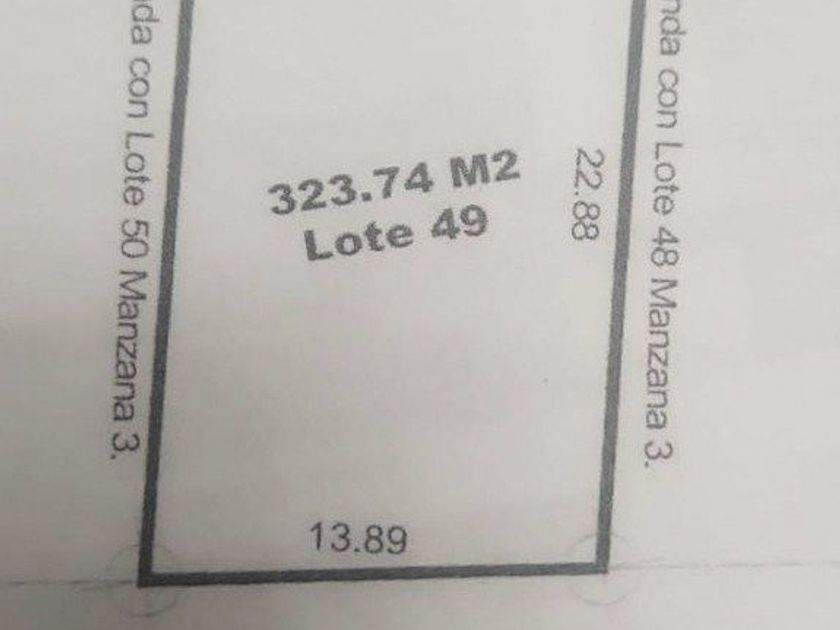 nda con Lote 50 Manzana 3.
323.74 M2
Lote 49
22.88
nda con Lote 48 Manzana 3.
13.89